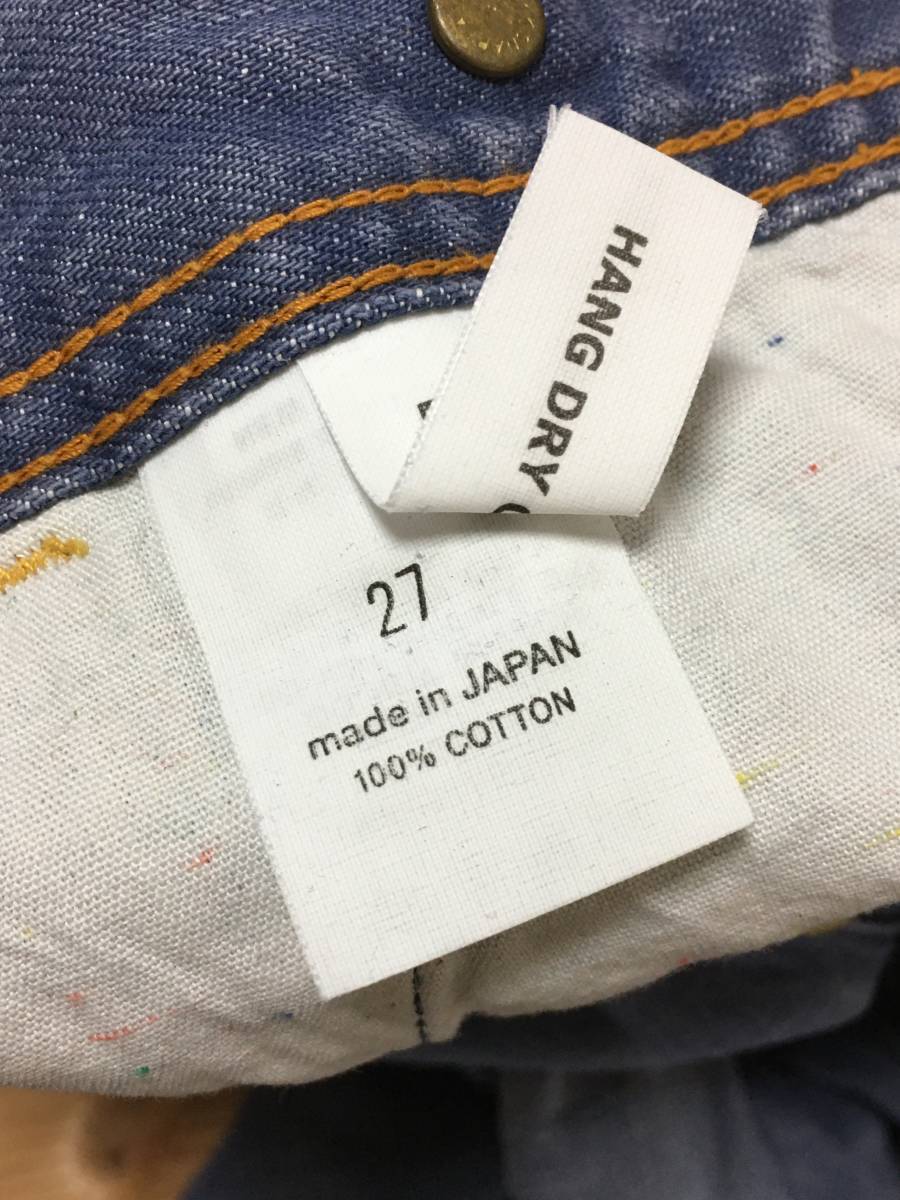 HANG DRY
27
made in JAPAN
100% COTTON